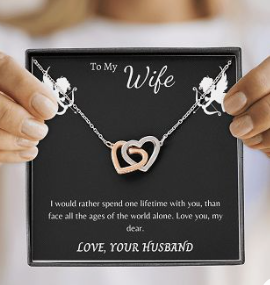 To My
Wife
I would rather spend one lifetime with you, than
face all the ages of the world alone. Love you, my
dear.
LOVE, YOUR HUSBAND